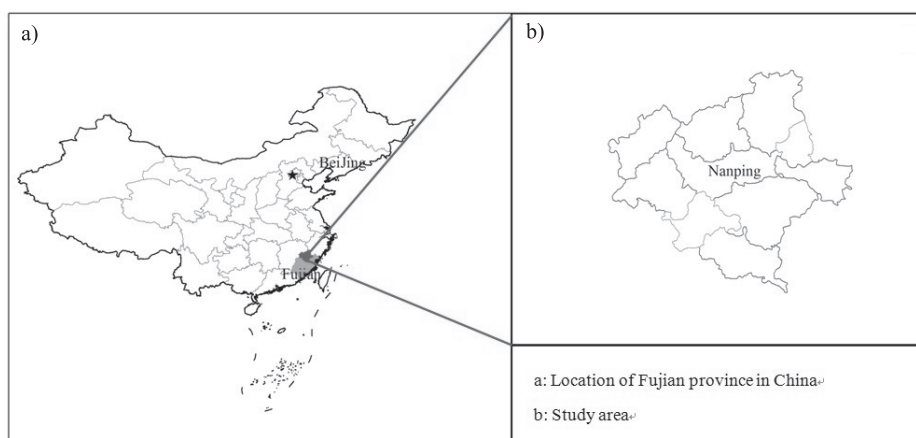 a)
BeiJing
Fujian
b)
Nanping
a: Location of Fujian province in China
b: Study area